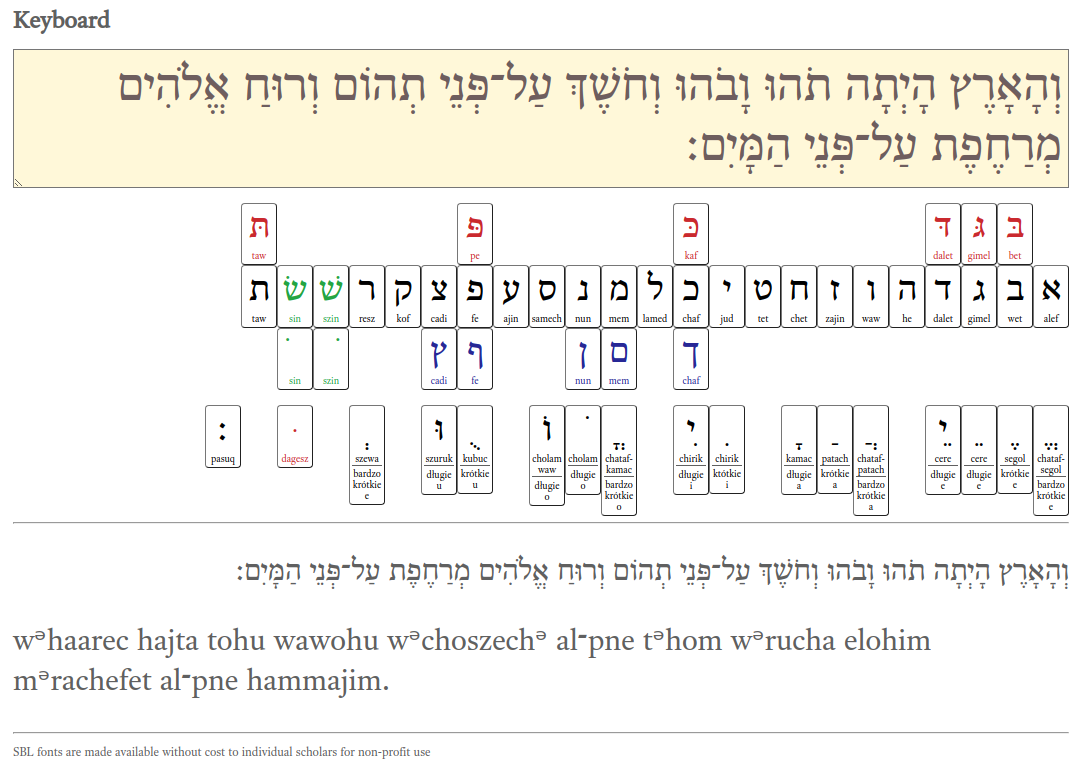 Keyboard
וְהָאָרֶץ הָיְתָה תֹהוּ וָבֹהוּ וְחֹשֶׁךְ עַל־פְּנֵי תְהוֹם וְרוּחַ אֱלֹהִים
מְרַחֶפֶת עַל־פְּנֵי הַמָּיִם׃
בּ גּ דּ כּ פּ תּ
taw pe kaf dalet gimel bet
א ב ג ד ה ו ז ח ט י כ ל מ נ ס ע פ צ ק ר שׁ שׂ ת
taw sin szin resz kof cadi fe ajin samech nun mem lamed chaf jud tet chet zajin waw he dalet gimel wet alef
ך ם ן ף ץ ׁ ׂ
sin szin cadi fe nun mem chaf
ֱ ֶ ֵ ֵי ֲ ַ ָ ִ ִי ֳ ֹ וֹ ֻ וּ ְ ּ ׃
pasuq dagesz szewa szuruk kubuc cholam waw cholam chataf-kamac chirik chirik kamac patach chataf-patach cere cere segol chataf-segol
bardzo krótkie e długie u krótkie u długie o długie o bardzo krótkie o długie i któtkie i długie a krótkie a bardzo krótkie a długie e długie e krótkie e bardzo krótkie e
וְהָאָרֶץ הָיְתָה תֹהוּ וָבֹהוּ וְחֹשֶׁךְ עַל־פְּנֵי תְהוֹם וְרוּחַ אֱלֹהִים מְרַחֶפֶת עַל־פְּנֵי הַמָּיִם׃
wᵊhaarec hajta tohu wawohu wᵊchoszechᵊ al-pne tᵊhom wᵊrucha elohim
mᵊrachefet al-pne hammajim.
SBL fonts are made available without cost to individual scholars for non-profit use